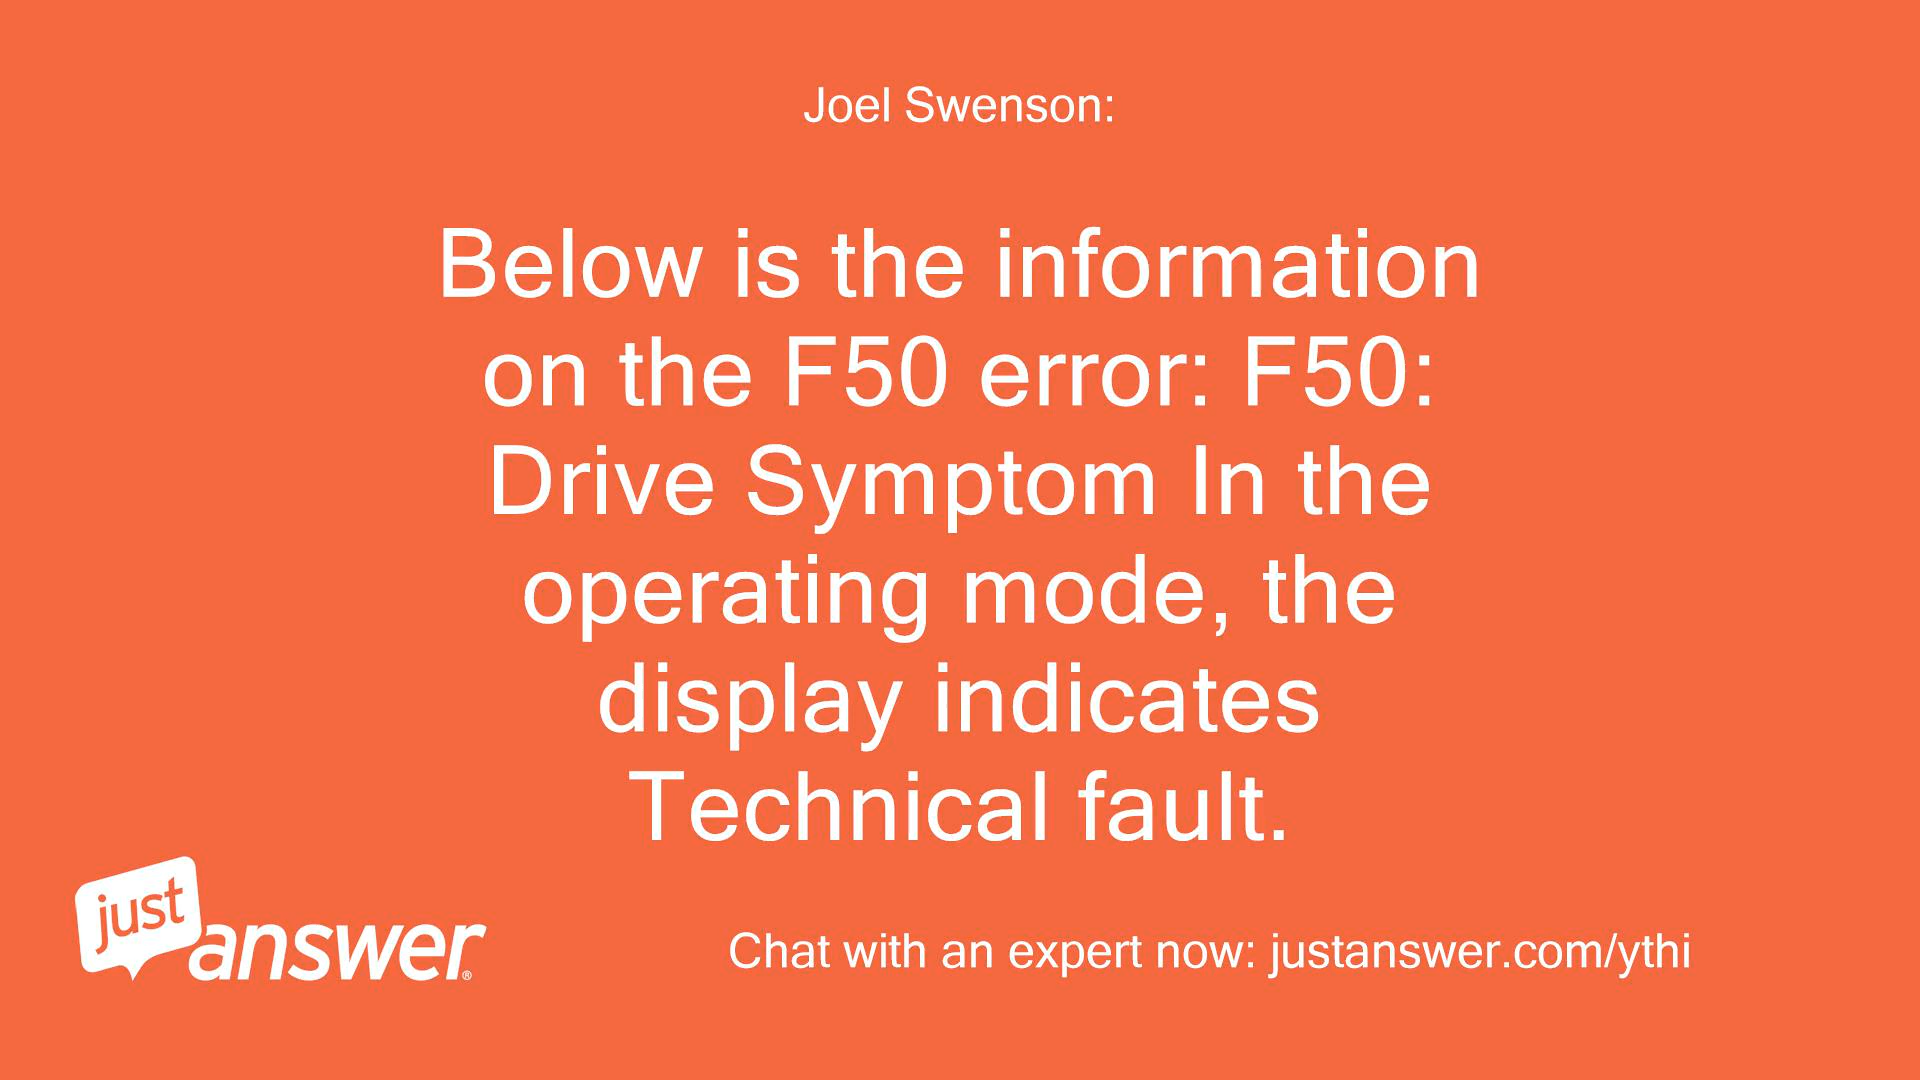 Joel Swenson:
Below is the information
on the F50 error: F50:
Drive Symptom In the
operating mode, the
display indicates
Technical fault.
just
answer®
Chat with an expert now: justanswer.com/ythi